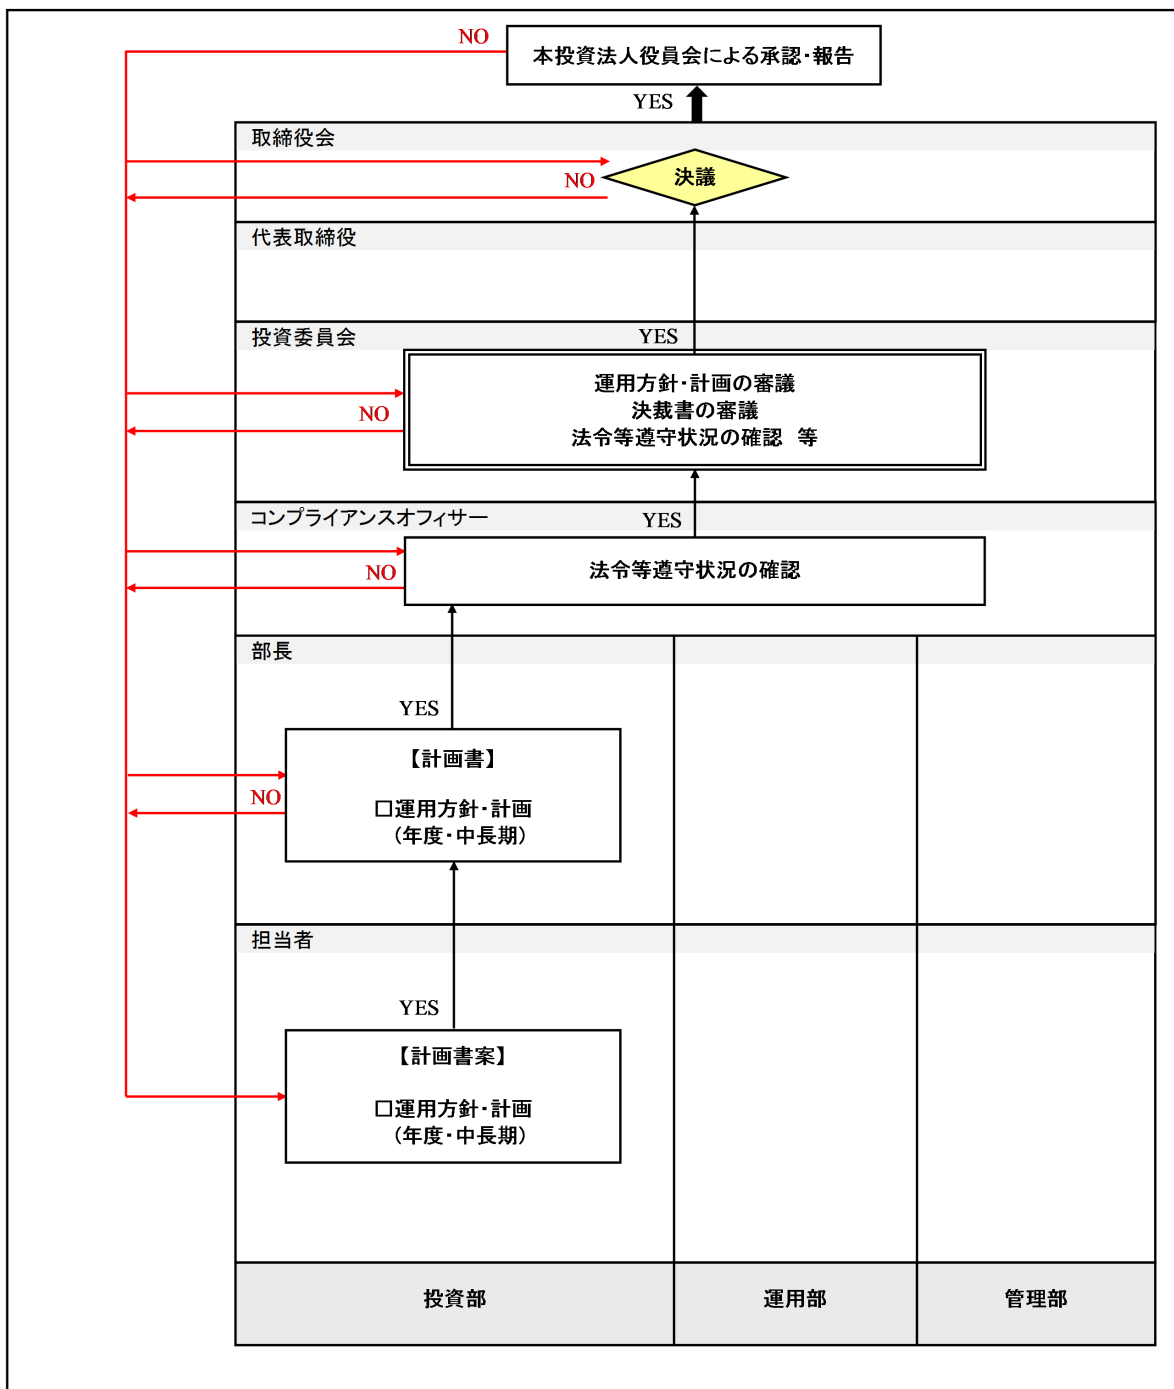 NO
本投資法人役員会による承認・報告
YES
取締役会
NO
決議
代表取締役
投資委員会
YES
運用方針・計画の審議
NO
決裁書の審議
法令等遵守状況の確認　等
コンプライアンスオフィサー
YES
NO
法令等遵守状況の確認
部長
YES
【計画書】
NO
□運用方針・計画
（年度・中長期）
担当者
YES
【計画書案】
□運用方針・計画
（年度・中長期）
投資部
運用部
管理部